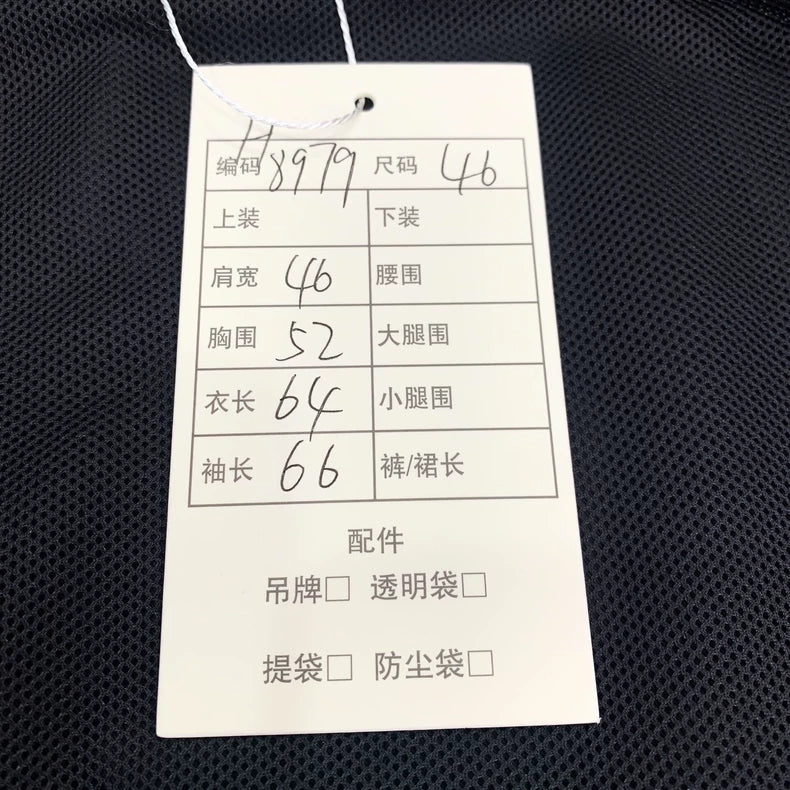 编码 H8979 尺码 46
上装 下装
肩宽 46 腰围
胸围 52 大腿围
衣长 64 小腿围
袖长 66 裤/裙长
配件
吊牌□ 透明袋□
提袋□ 防尘袋□